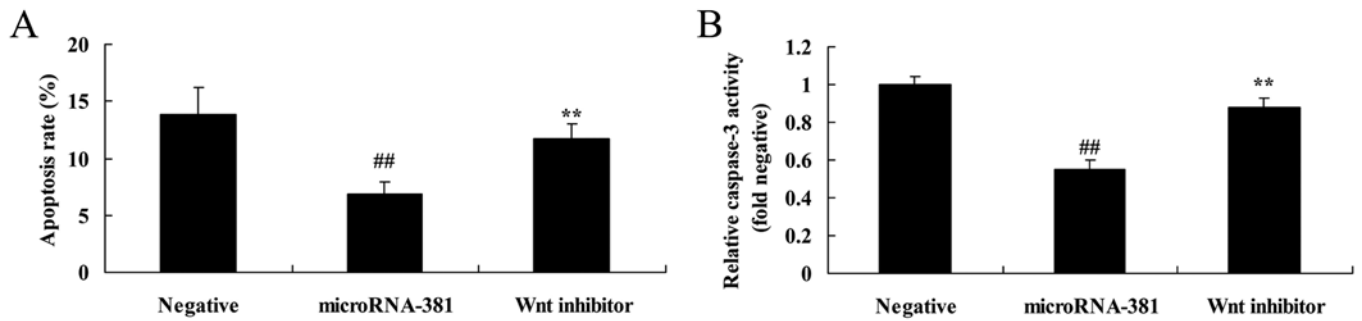 A
Apoptosis rate (%)
20
15
10
5
0
##
**
Negative
microRNA-381
Wnt inhibitor
B
Relative caspase-3 activity
(fold negative)
1.2
1
0.8
0.6
0.4
0.2
0
##
**
Negative
microRNA-381
Wnt inhibitor